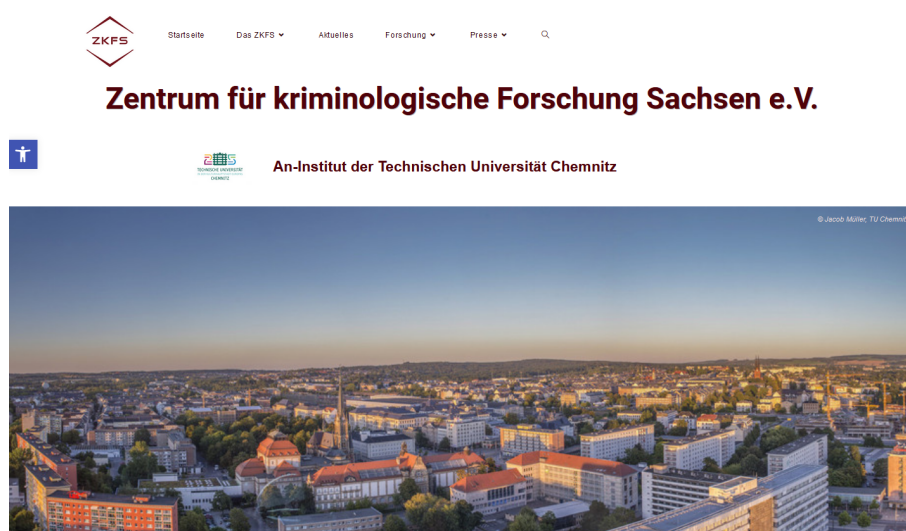 ZKFS
Startseite
Das ZKFS
Aktuelles
Forschung
Presse
Zentrum für kriminologische Forschung Sachsen e.V.
TECHNISCHE UNIVERSITÄT
CHEMNITZ
An-Institut der Technischen Universität Chemnitz
© Jacob Müller, TU Chemnitz